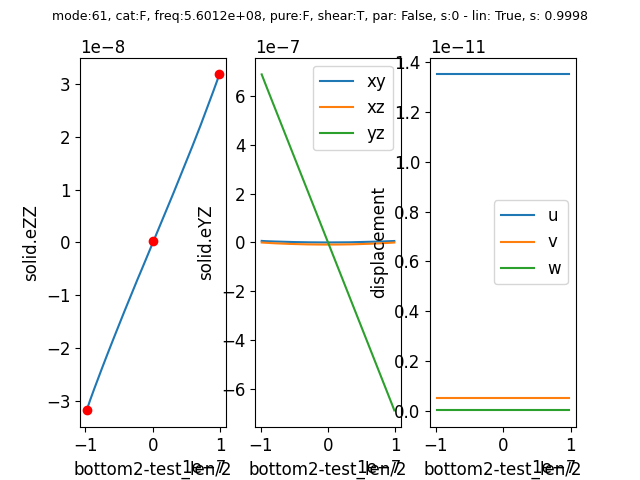 mode:61, cat:F, freq:5.6012e+08, pure:F, shear:T, par: False, s:0 - lin: True, s: 0.9998
1e−8
3
2
1
0
−1
−2
−3
solid.eZZ
−1
0
1
1e−7
bottom2-test_len/2
1e−7
6
4
2
0
−2
−4
−6
solid.eYZ
xy
xz
yz
−1
0
1
1e−7
bottom2-test_len/2
1e−11
1.4
1.2
1.0
0.8
0.6
0.4
0.2
0.0
displacement
u
v
w
−1
0
1
1e−7
bottom2-test_len/2